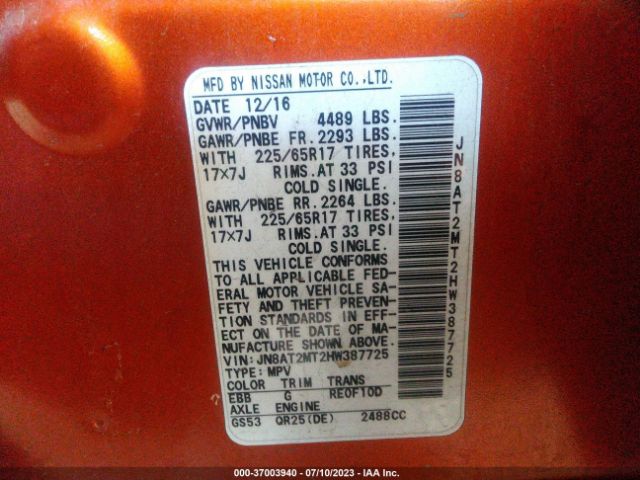 MFD BY NISSAN MOTOR CO.,LTD.
DATE 12/16
GVWR/PNBV 4489 LBS.
GAWR/PNBE FR. 2293 LBS.
WITH 225/65R17 TIRES,
17×7J RIMS.AT 33 PSI
COLD SINGLE.
GAWR/PNBE RR. 2264 LBS.
WITH 225/65R17 TIRES,
17×7J RIMS.AT 33 PSI
COLD SINGLE.
THIS VEHICLE CONFORMS
TO ALL APPLICABLE FED-
ERAL MOTOR VEHICLE SA-
FETY AND THEFT PREVEN-
TION STANDARDS IN EFF-
ECT ON THE DATE OF MA-
NUFACTURE SHOWN ABOVE.
VIN: JN8AT2MT2HW387725
TYPE: MPV
COLOR TRIM TRANS
EBB G RE0F10D
AXLE ENGINE
GS53 QR25(DE) 2488CC
JN8AT2MT2HW387725
000-37003940 - 07/10/2023 - IAA Inc.